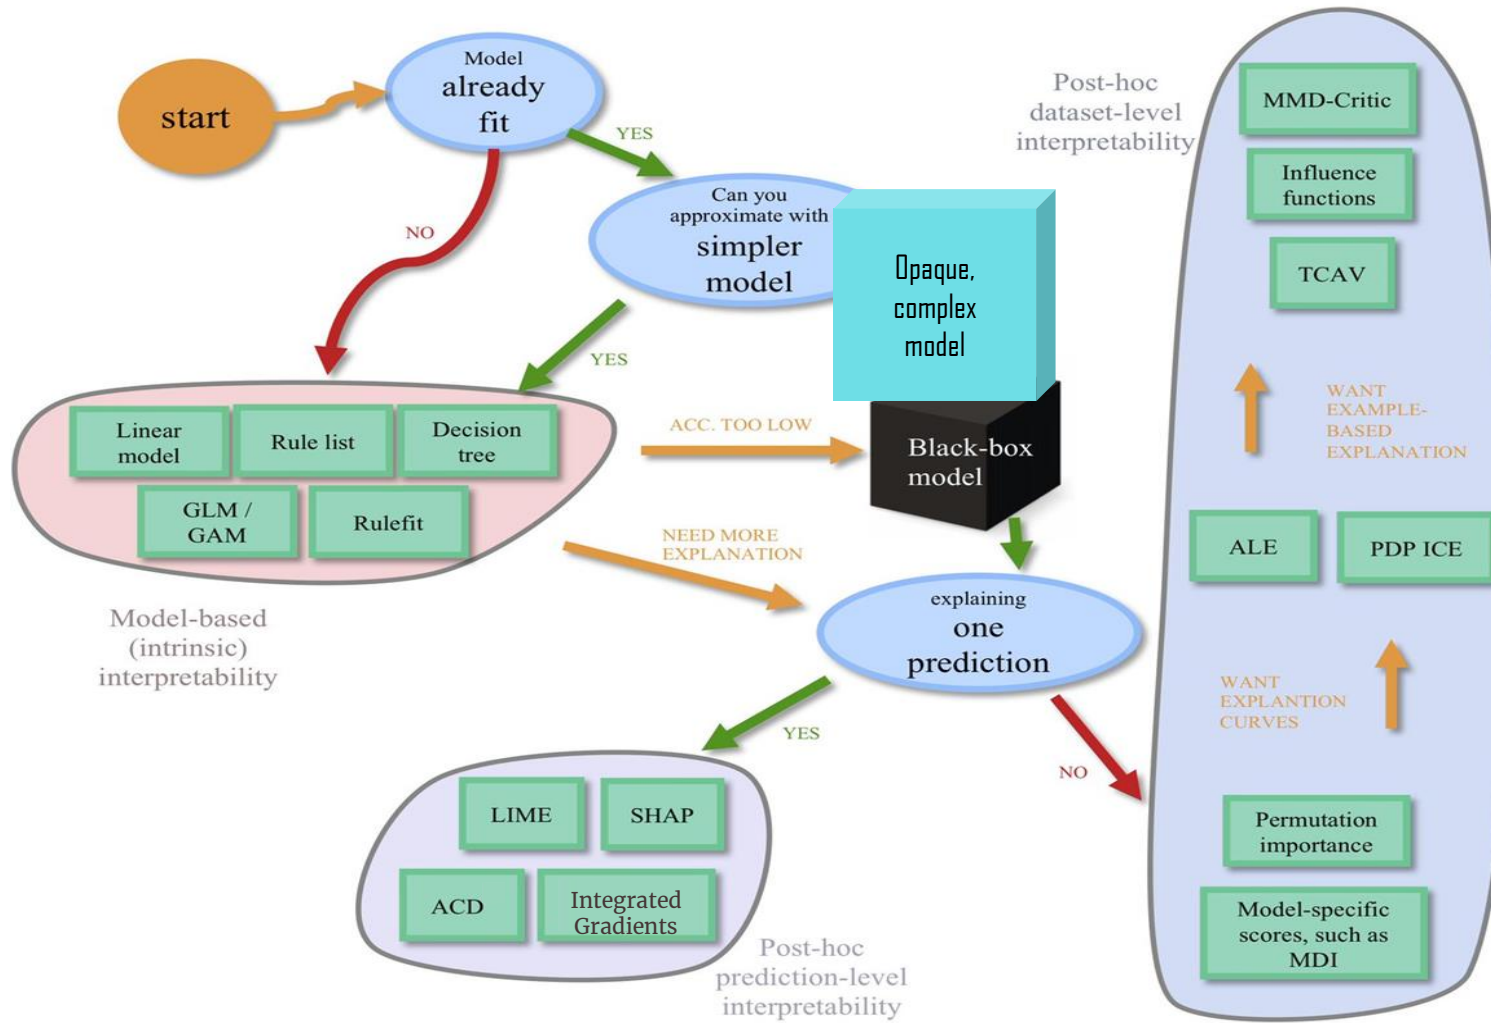 start
Model
already
fit
YES
NO
Can you
approximate with
simpler
model
YES
Opaque,
complex
model
Black-box
model
ACC. TOO LOW
NEED MORE
EXPLANATION
Linear
model
Rule list
Decision
tree
GLM /
GAM
Rulefit
Model-based
(intrinsic)
interpretability
explaining
one
prediction
YES
NO
LIME
SHAP
ACD
Integrated
Gradients
Post-hoc
prediction-level
interpretability
Post-hoc
dataset-level
interpretability
MMD-Critic
Influence
functions
TCAV
WANT
EXAMPLE-
BASED
EXPLANATION
ALE
PDP ICE
WANT
EXPLANTION
CURVES
Permutation
importance
Model-specific
scores, such as
MDI